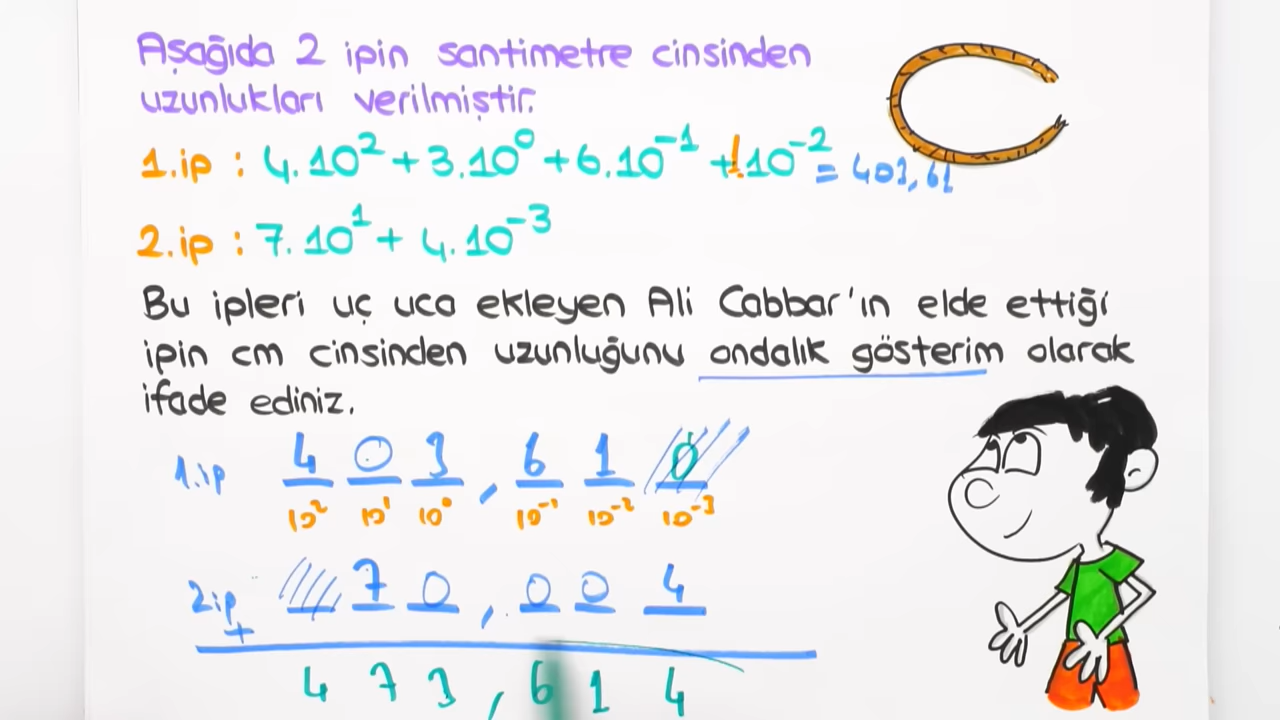 Aşağıda 2 ipin santimetre cinsinden
uzunlukları verilmiştir.
1.ip : 4.10² + 3.10⁰ + 6.10⁻¹ + 1.10⁻² = 403,61
2.ip : 7.10¹ + 4.10⁻³
Bu ipleri uç uca ekleyen Ali Cabbar'ın elde ettiği
ipin cm cinsinden uzunluğunu ondalık gösterim olarak
ifade ediniz.
1.ip 4 0 3 , 6 1 0
10² 10¹ 10⁰ 10⁻¹ 10⁻² 10⁻³
2.ip 7 0 , 0 0 4
+
4 7 3 , 6 1 4